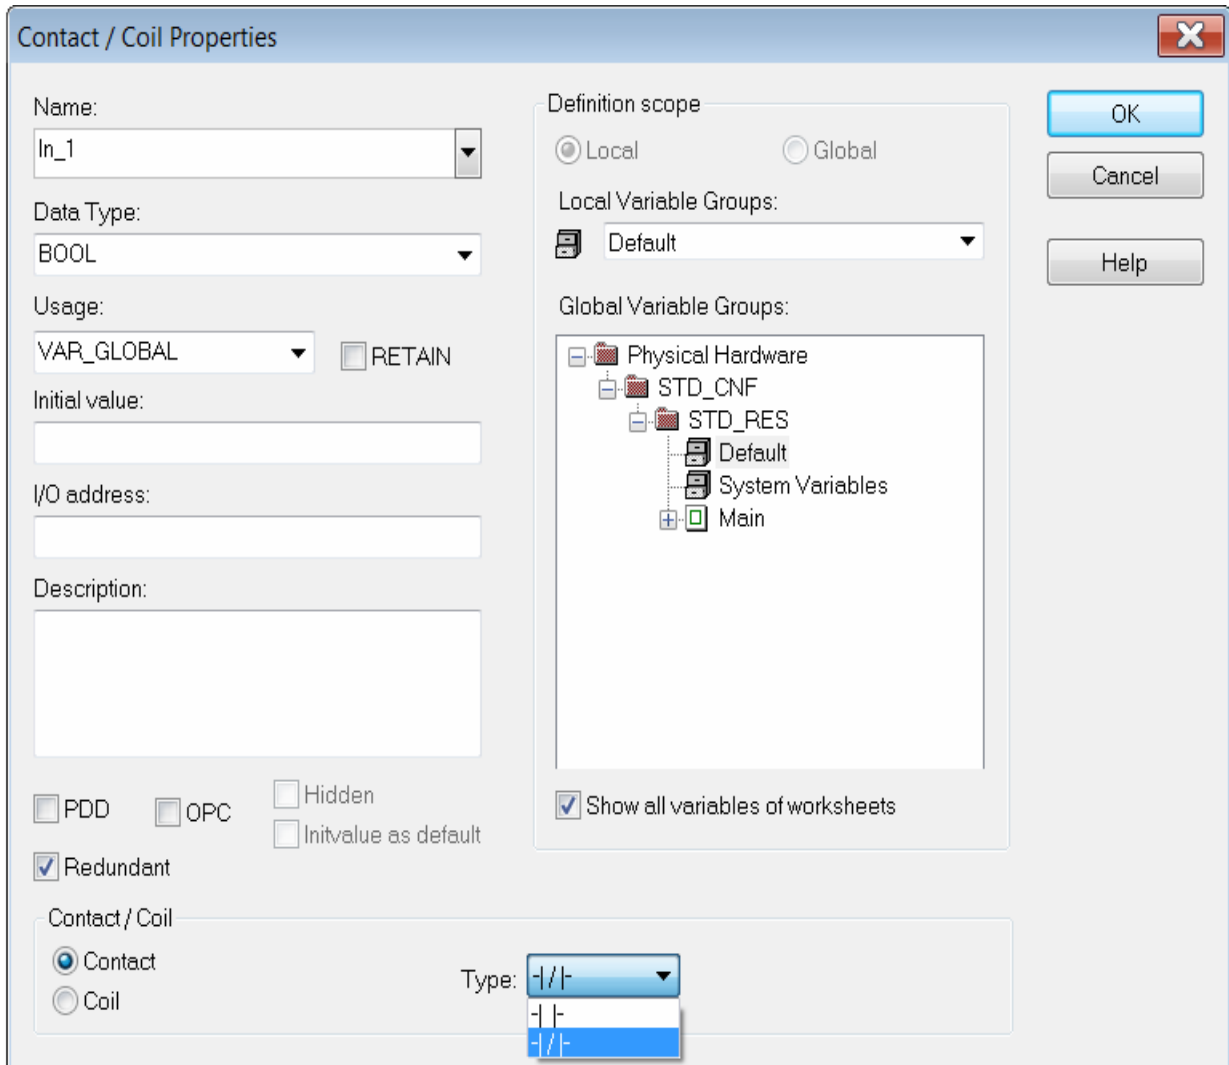 Contact / Coil Properties
Name:
In_1
Data Type:
BOOL
Usage:
VAR_GLOBAL
RETAIN
Initial value:
I/O address:
Description:
PDD
OPC
Hidden
Initvalue as default
Redundant
Definition scope
Local
Global
Local Variable Groups:
Default
Global Variable Groups:
Physical Hardware
STD_CNF
STD_RES
Default
System Variables
Main
Show all variables of worksheets
OK
Cancel
Help
Contact / Coil
Contact
Coil
Type:
-| / |-
-| |-
-| / |-